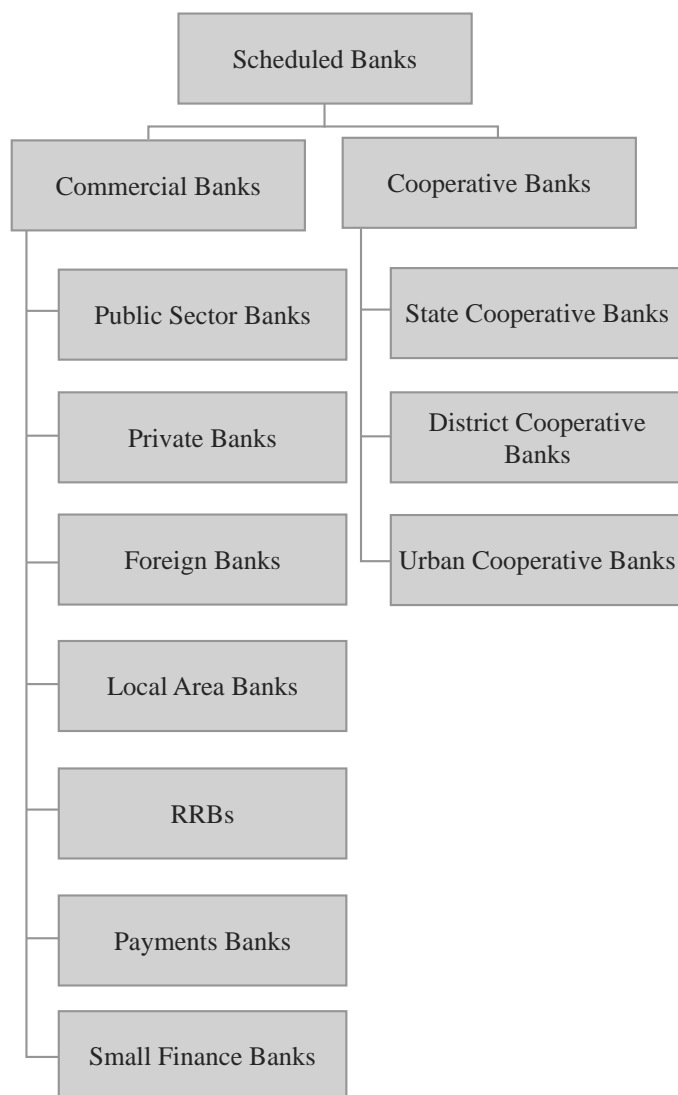 Scheduled Banks
Commercial Banks
Cooperative Banks
Public Sector Banks
Private Banks
Foreign Banks
Local Area Banks
RRBs
Payments Banks
Small Finance Banks
State Cooperative Banks
District Cooperative
Banks
Urban Cooperative Banks